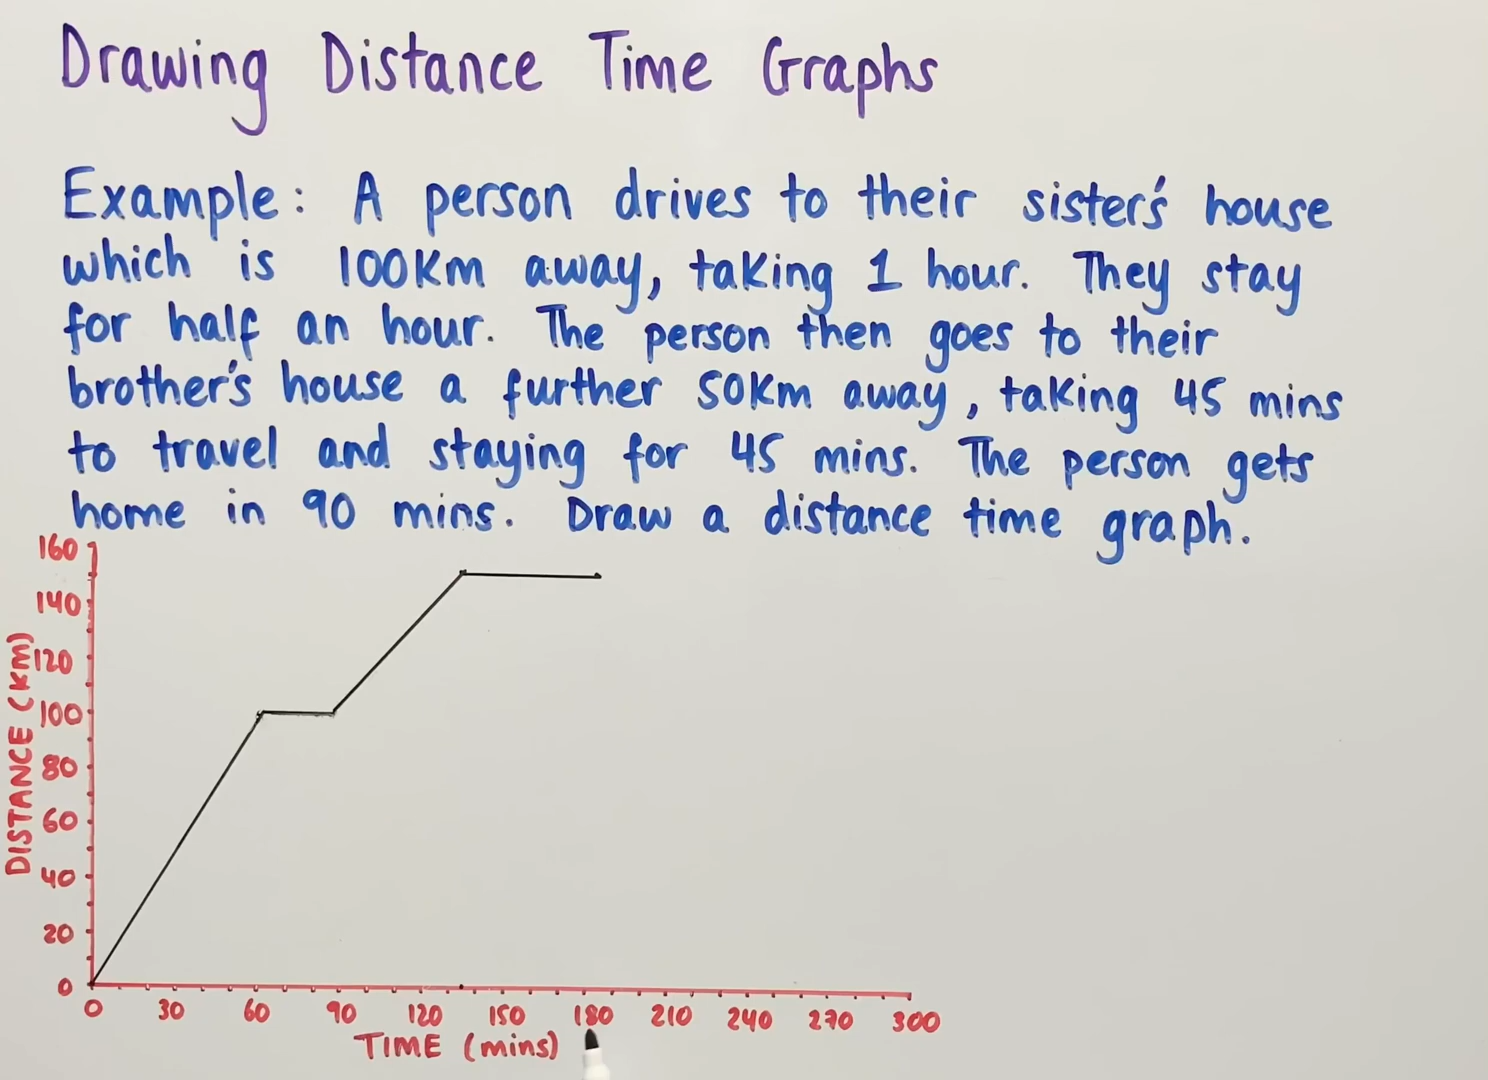 Drawing Distance Time Graphs
Example: A person drives to their sister's house
which is 100Km away, taking 1 hour. They stay
for half an hour. The person then goes to their
brother's house a further 50Km away, taking 45 mins
to travel and staying for 45 mins. The person gets
home in 90 mins. Draw a distance time graph.
160
140
120
100
80
60
40
20
0
DISTANCE (KM)
0 30 60 90 120 150 180 210 240 270 300
TIME (mins)